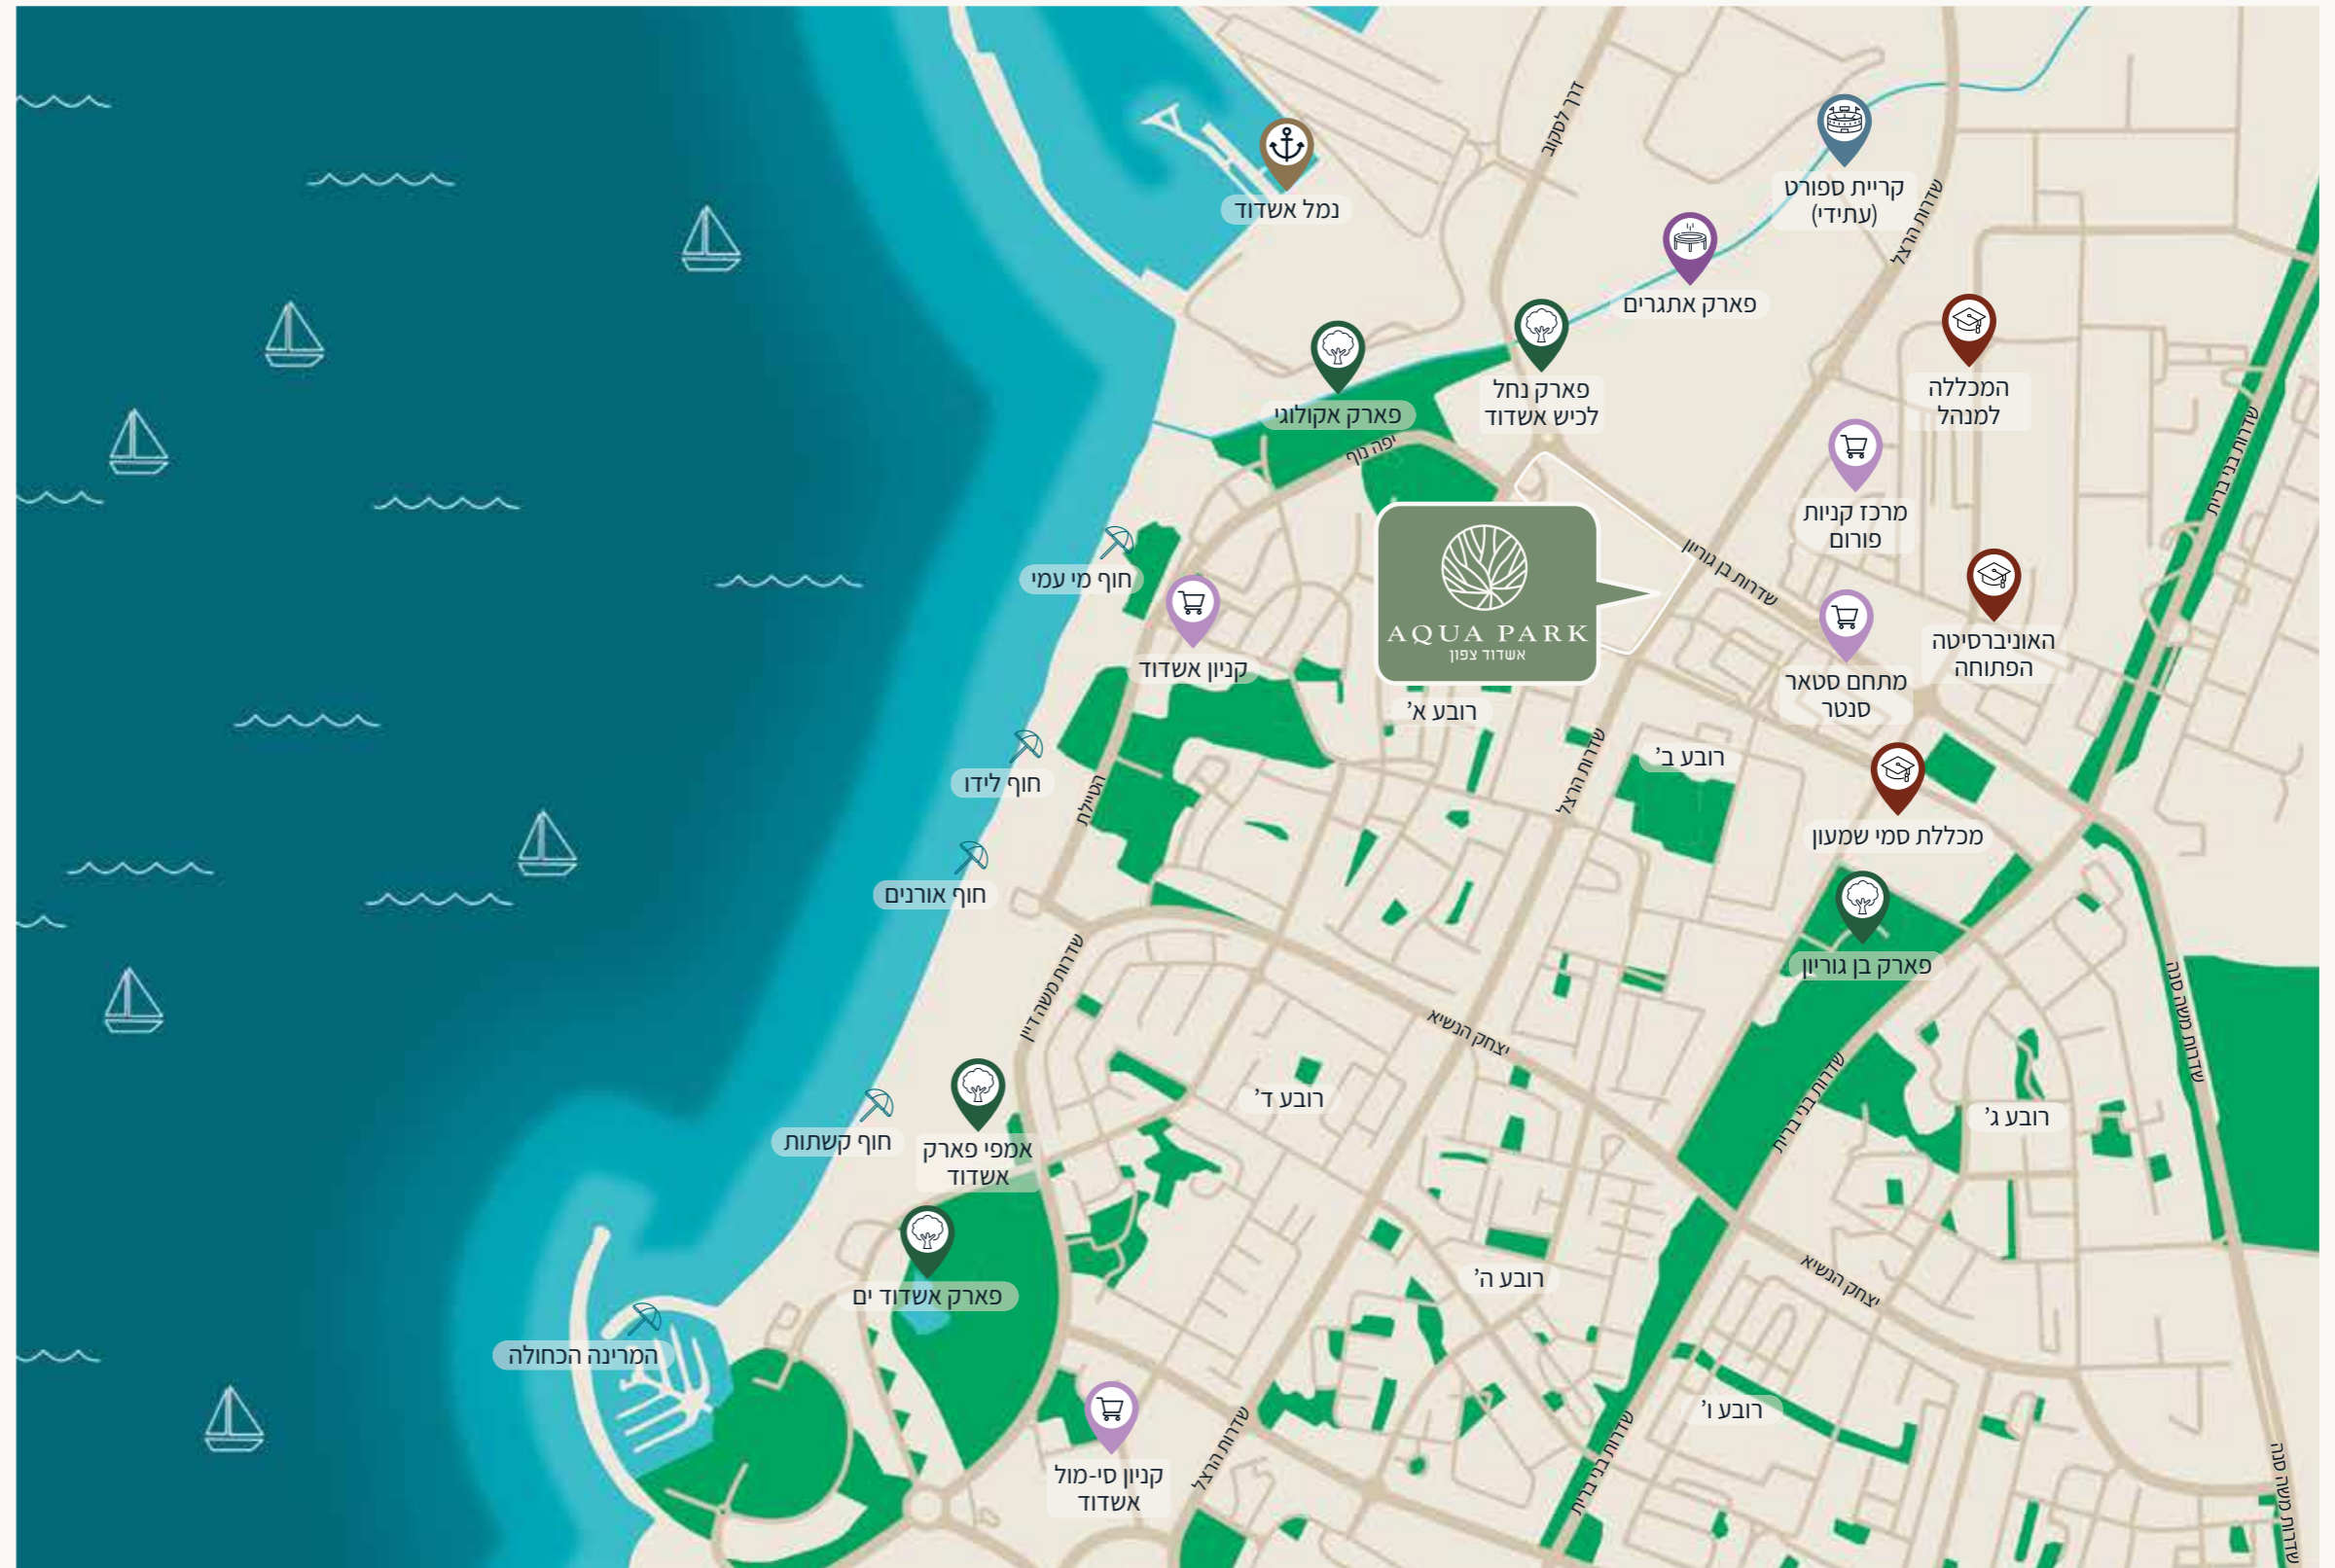 דרך לסקוב
קריית ספורט
(עתידי)
שדרות הרצל
נמל אשדוד
פארק אתגרים
המכללה
למנהל
פארק נחל
לכיש אשדוד
פארק אקולוגי
יפה נוף
שדרות בני ברית
מרכז קניות
פורום
שדרות בן גוריון
חוף מי עמי
AQUA PARK
אשדוד צפון
האוניברסיטה
הפתוחה
קניון אשדוד
מתחם סטאר
סנטר
רובע א'
רובע ב'
שדרות הרצל
חוף לידו
הטיילת
מכללת סמי שמעון
חוף אורנים
פארק בן גוריון
שדרות משה דיין
שדרות משה סנה
יצחק הנשיא
רובע ד'
שדרות בני ברית
רובע ג'
חוף קשתות
אמפי פארק
אשדוד
רובע ה'
יצחק הנשיא
פארק אשדוד ים
המרינה הכחולה
רובע ו'
קניון סי-מול
אשדוד
שדרות הרצל
שדרות בני ברית
שדרות משה סנה